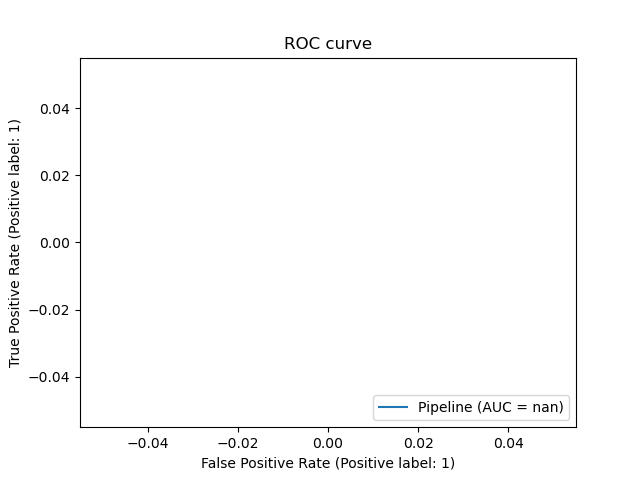 ROC curve
True Positive Rate (Positive label: 1)
0.04
0.02
0.00
−0.02
−0.04
Pipeline (AUC = nan)
−0.04 −0.02 0.00 0.02 0.04
False Positive Rate (Positive label: 1)